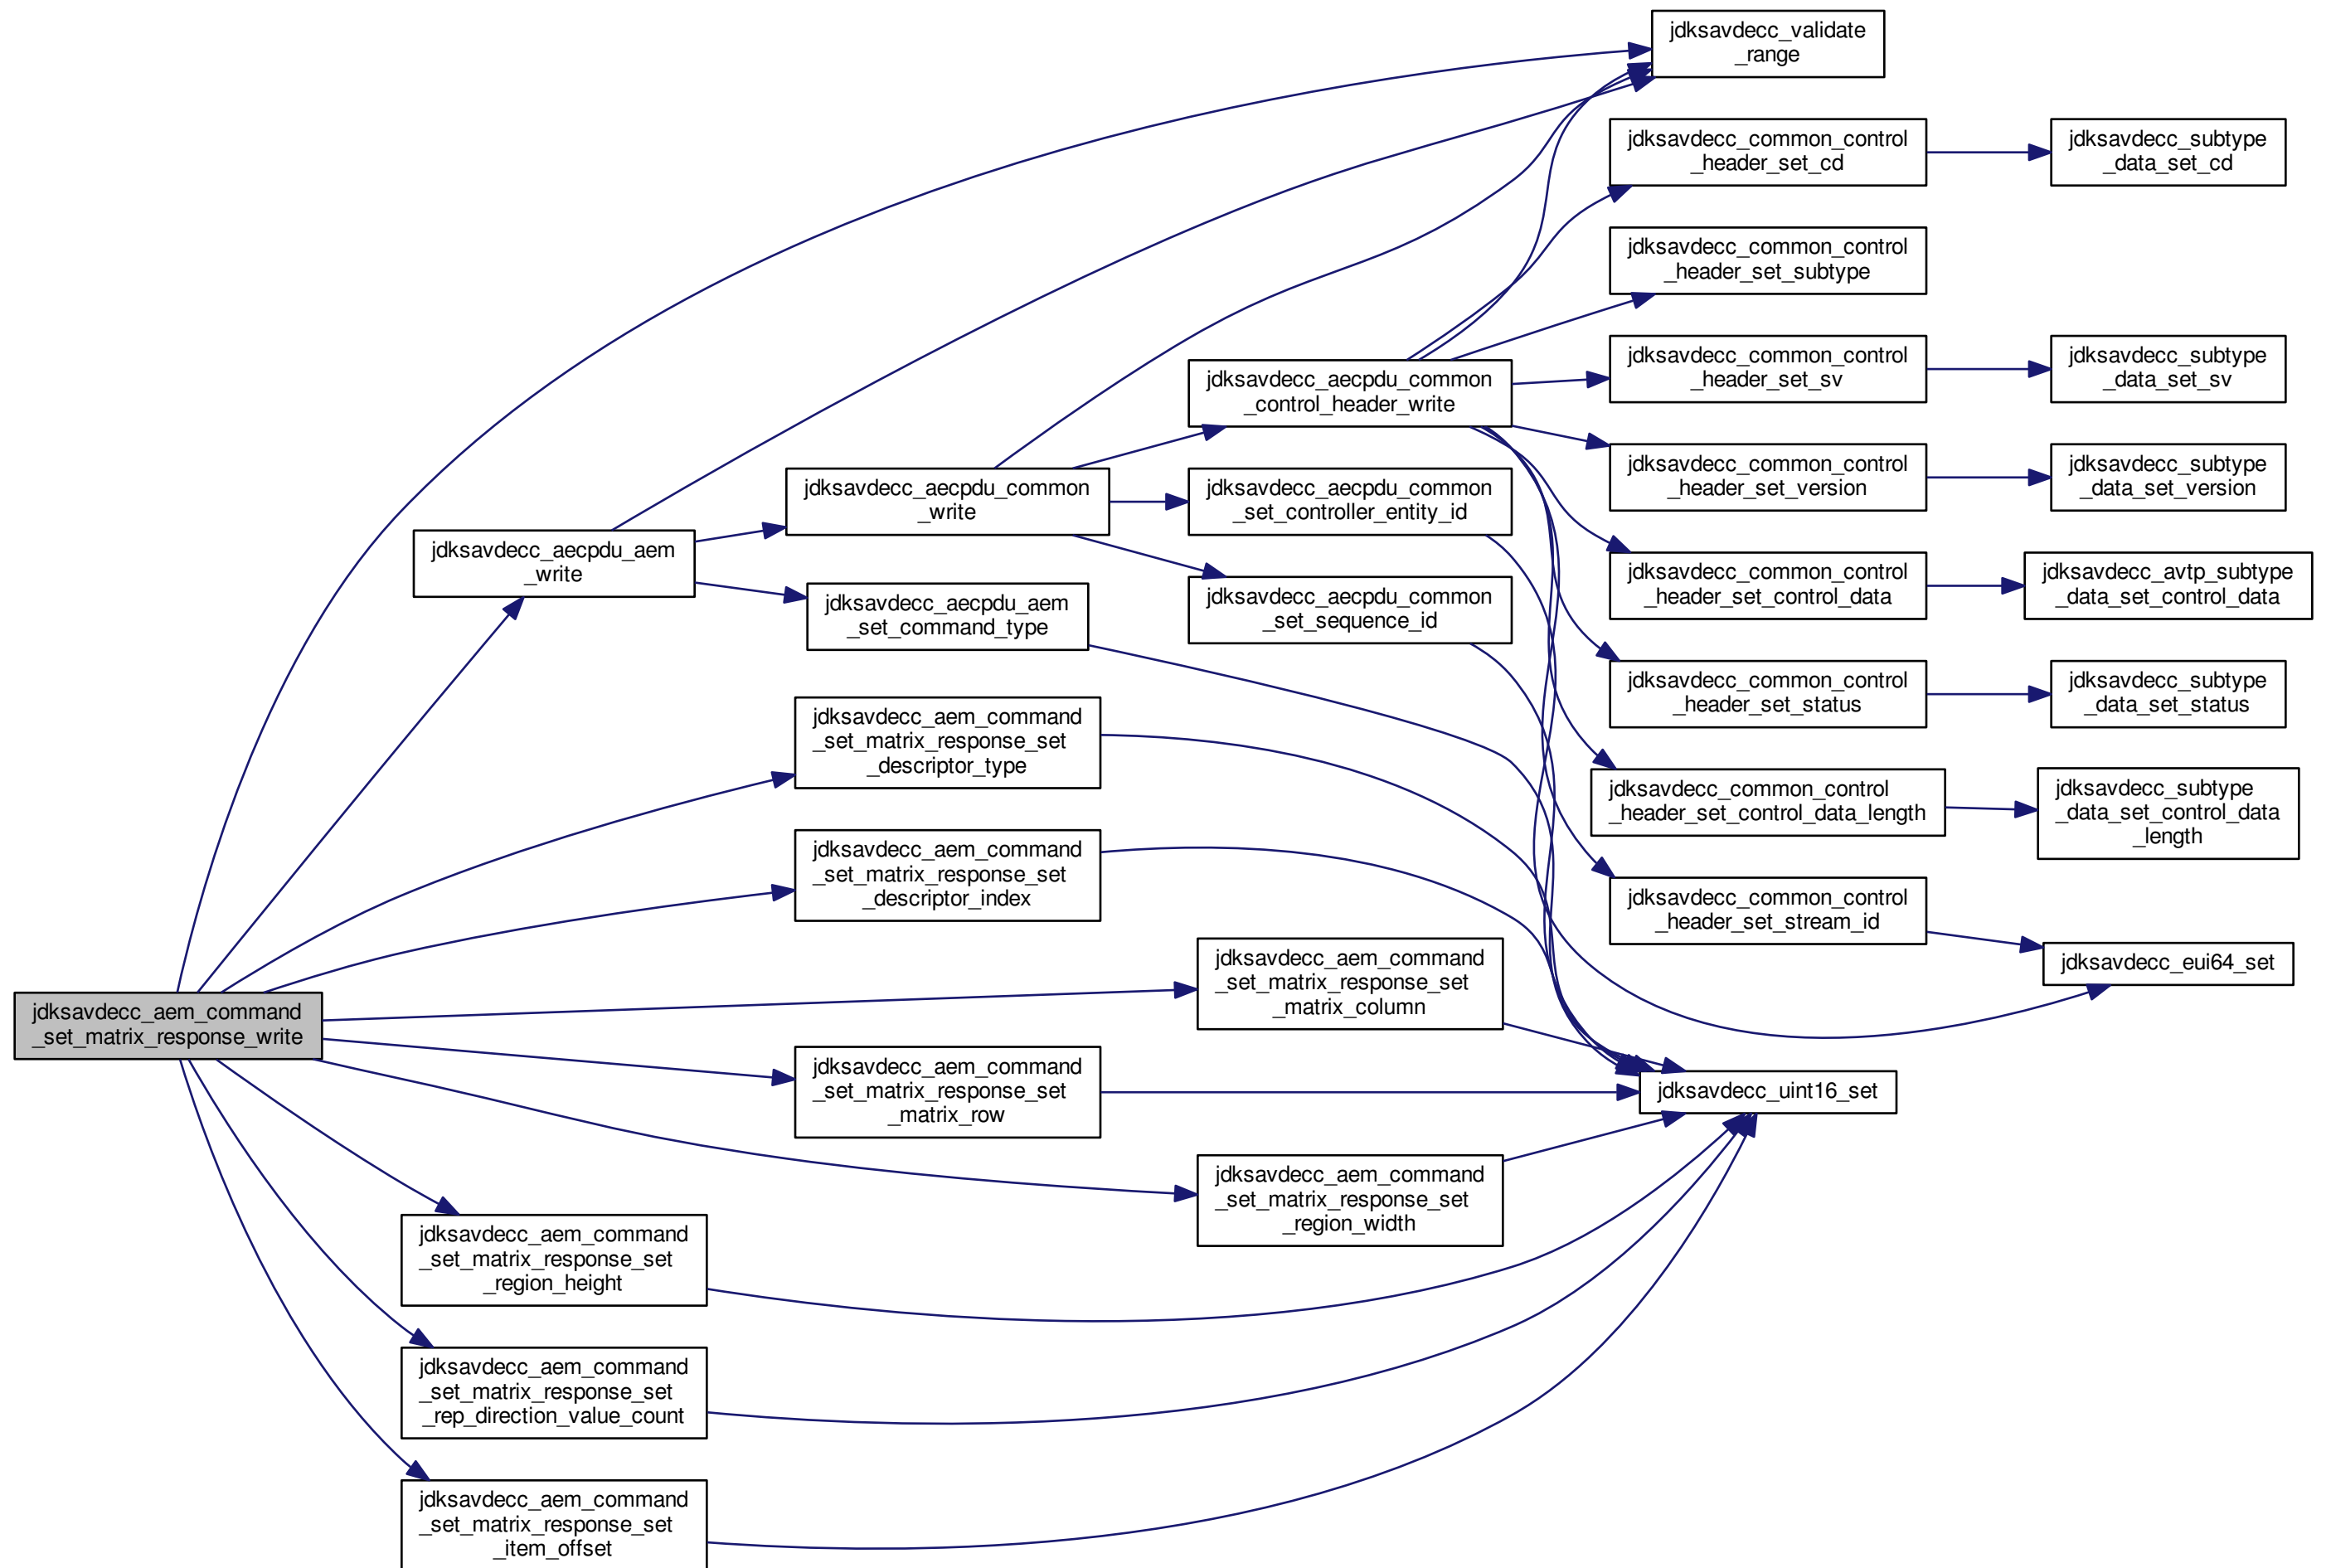 jdksavdecc_validate
_range
jdksavdecc_common_control
_header_set_cd
jdksavdecc_subtype
_data_set_cd
jdksavdecc_common_control
_header_set_subtype
jdksavdecc_common_control
_header_set_sv
jdksavdecc_subtype
_data_set_sv
jdksavdecc_aecpdu_common
_control_header_write
jdksavdecc_common_control
_header_set_version
jdksavdecc_subtype
_data_set_version
jdksavdecc_aecpdu_common
_write
jdksavdecc_aecpdu_common
_set_controller_entity_id
jdksavdecc_aecpdu_aem
_write
jdksavdecc_common_control
_header_set_control_data
jdksavdecc_avtp_subtype
_data_set_control_data
jdksavdecc_aecpdu_aem
_set_command_type
jdksavdecc_aecpdu_common
_set_sequence_id
jdksavdecc_common_control
_header_set_status
jdksavdecc_subtype
_data_set_status
jdksavdecc_aem_command
_set_matrix_response_set
_descriptor_type
jdksavdecc_common_control
_header_set_control_data_length
jdksavdecc_subtype
_data_set_control_data
_length
jdksavdecc_aem_command
_set_matrix_response_set
_descriptor_index
jdksavdecc_common_control
_header_set_stream_id
jdksavdecc_eui64_set
jdksavdecc_aem_command
_set_matrix_response_set
_matrix_column
jdksavdecc_aem_command
_set_matrix_response_write
jdksavdecc_aem_command
_set_matrix_response_set
_matrix_row
jdksavdecc_uint16_set
jdksavdecc_aem_command
_set_matrix_response_set
_region_width
jdksavdecc_aem_command
_set_matrix_response_set
_region_height
jdksavdecc_aem_command
_set_matrix_response_set
_rep_direction_value_count
jdksavdecc_aem_command
_set_matrix_response_set
_item_offset